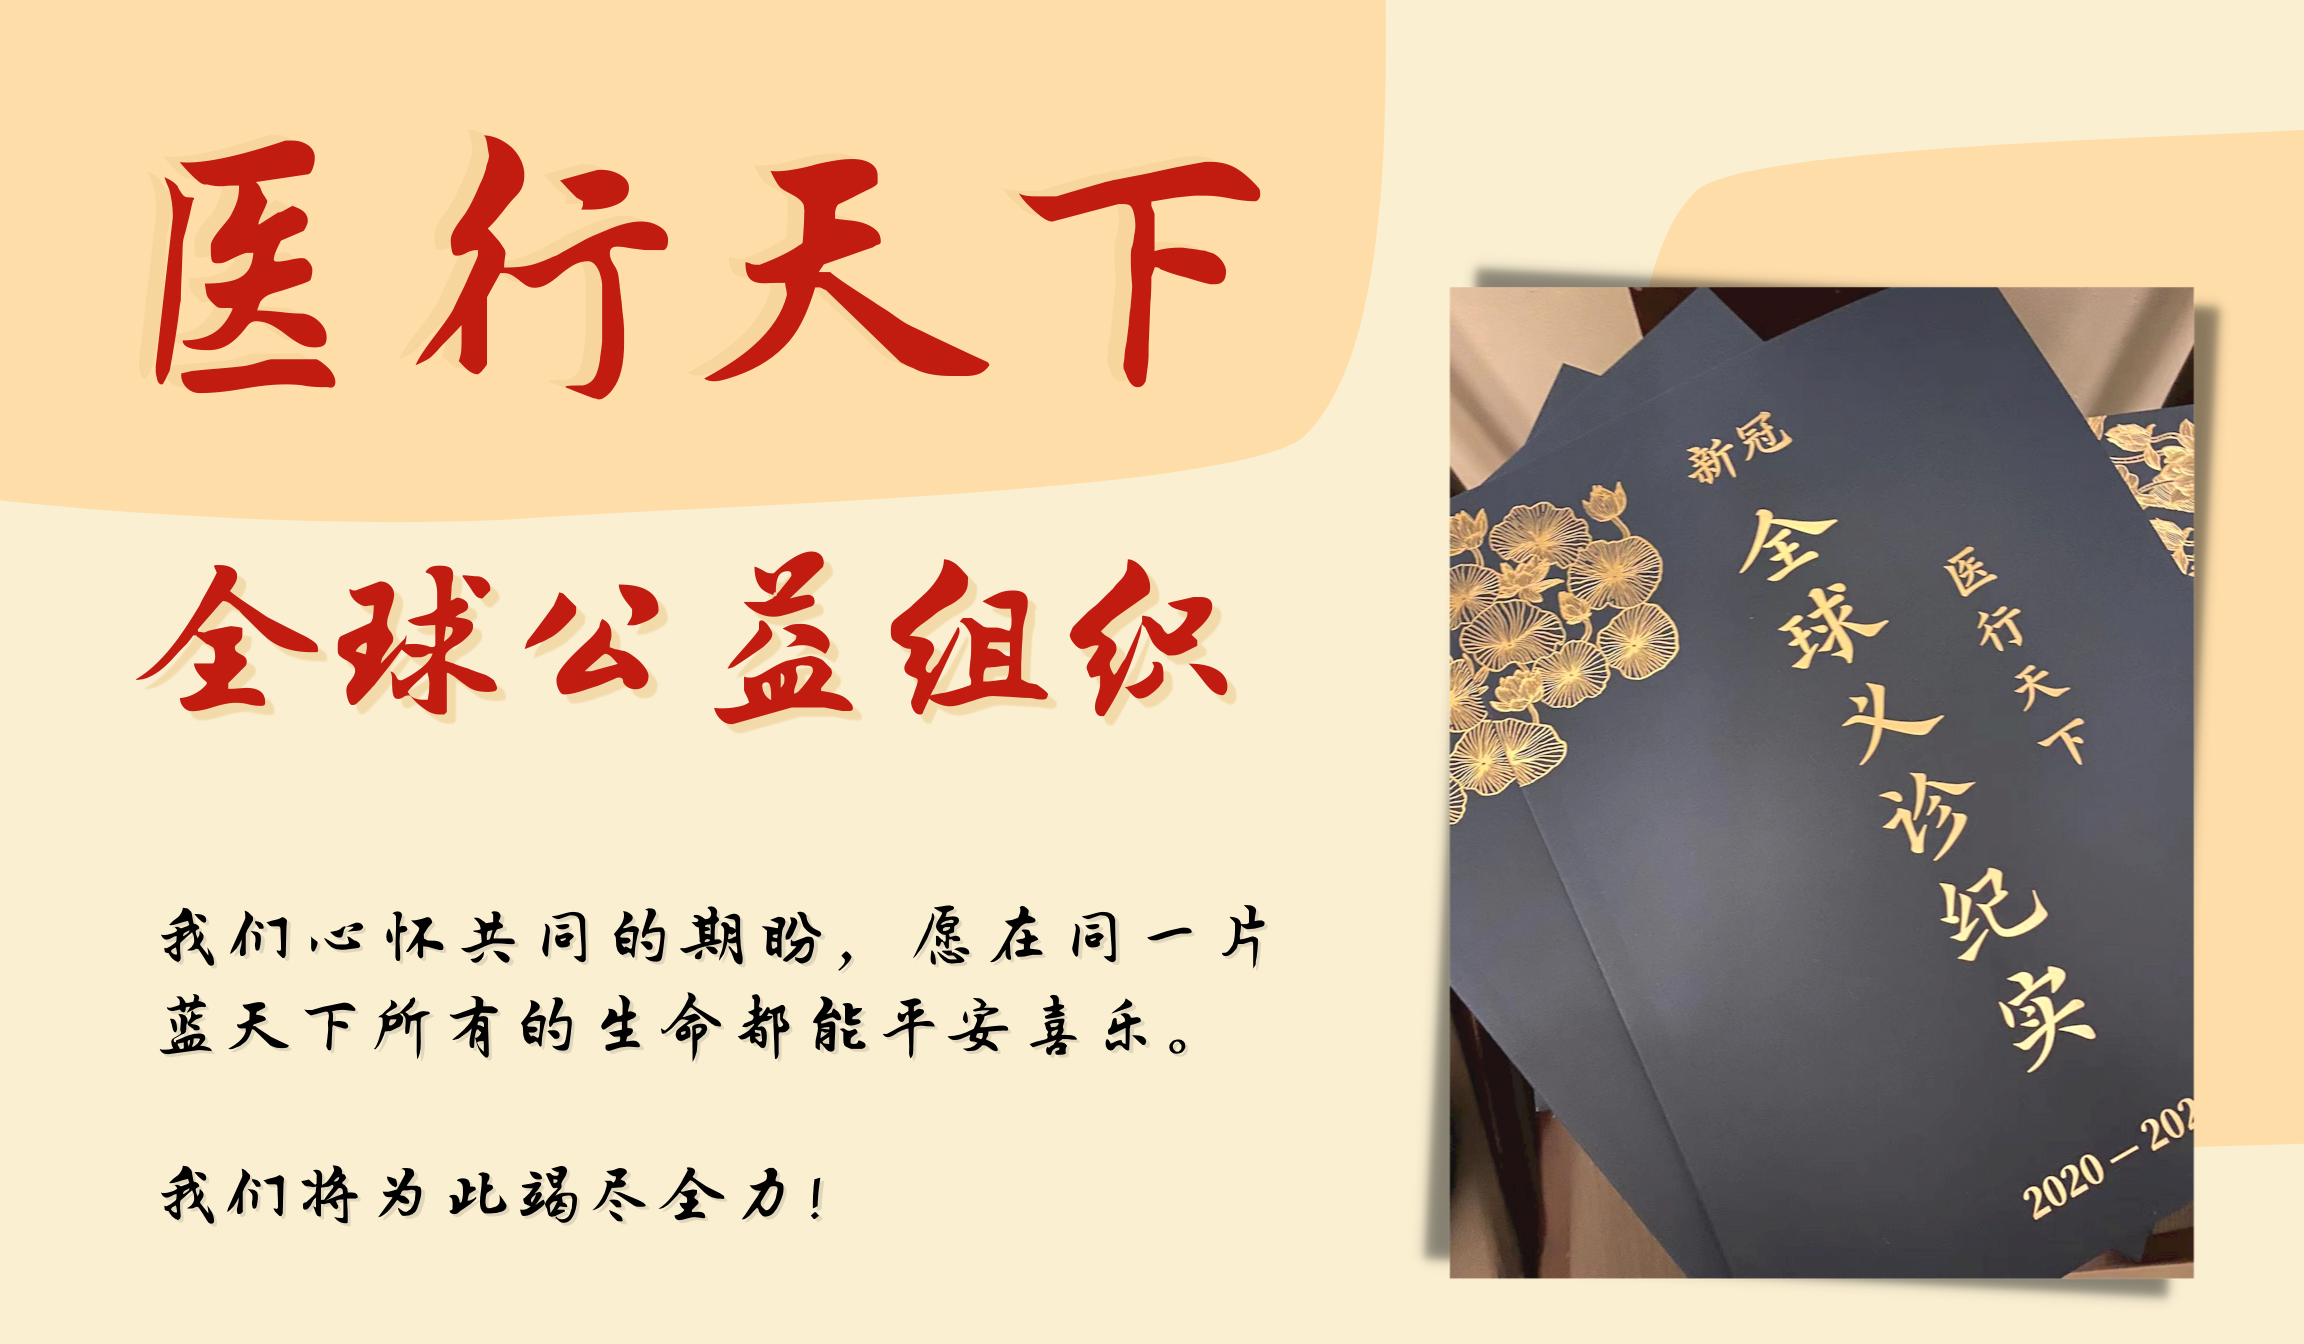 医行天下
全球公益组织
我们心怀共同的期盼，愿在同一片
蓝天下所有的生命都能平安喜乐。
我们将为此竭尽全力！
新冠
全球义诊纪实
医行天下
2020—202